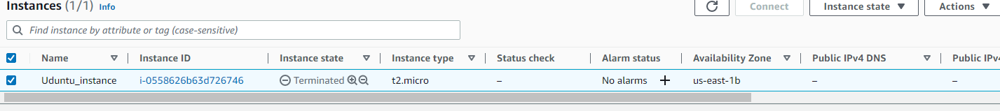 Instances (1/1) Info
Connect Instance state Actions
Find instance by attribute or tag (case-sensitive)
Name Instance ID Instance state Instance type Status check Alarm status Availability Zone Public IPv4 DNS Public IPv4
Uduntu_instance i-0558626b63d726746 Terminated t2.micro – No alarms + us-east-1b – –